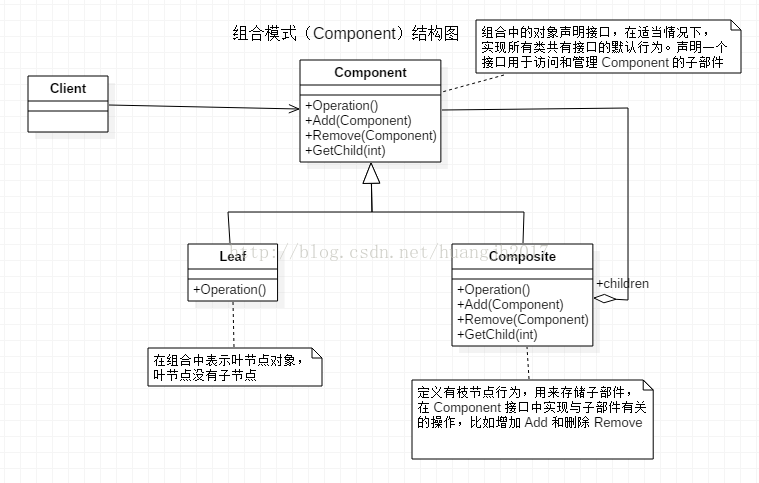 组合模式（Component）结构图
组合中的对象声明接口，在适当情况下，
实现所有类共有接口的默认行为。声明一个
接口用于访问和管理 Component 的子部件
Client
Component
+Operation()
+Add(Component)
+Remove(Component)
+GetChild(int)
Leaf
+Operation()
Composite
+Operation()
+Add(Component)
+Remove(Component)
+GetChild(int)
+children
在组合中表示叶节点对象，
叶节点没有子节点
定义有枝节点行为，用来存储子部件，
在 Component 接口中实现与子部件有关
的操作，比如增加 Add 和删除 Remove